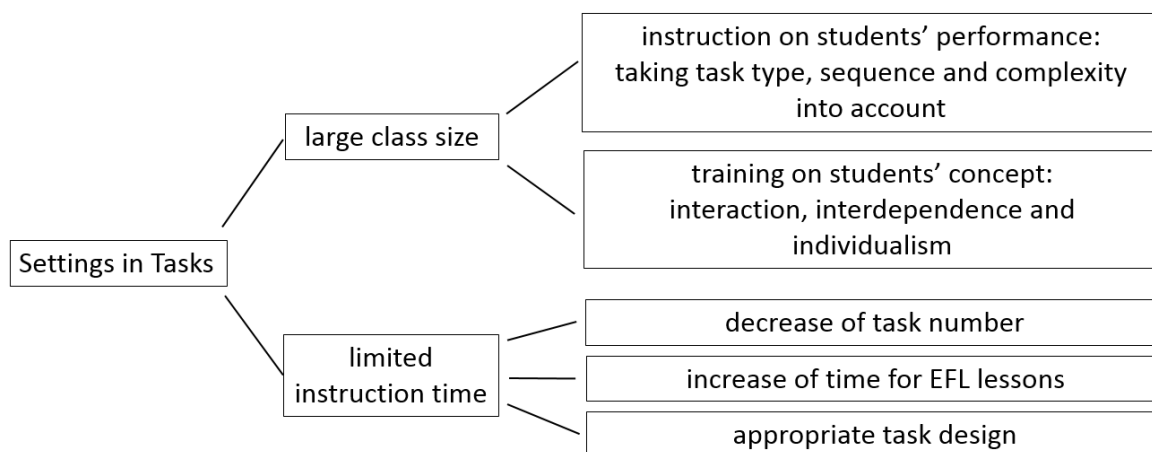 Settings in Tasks
large class size
instruction on students’ performance:
taking task type, sequence and complexity
into account
training on students’ concept:
interaction, interdependence and
individualism
limited
instruction time
decrease of task number
increase of time for EFL lessons
appropriate task design